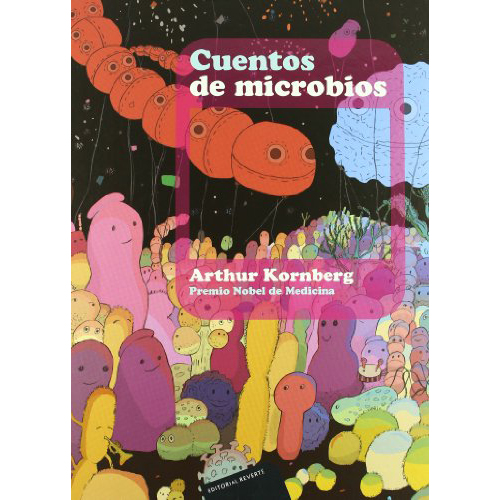 Cuentos
de microbios
Arthur Kornberg
Premio Nobel de Medicina
EDITORIAL REVERTÉ